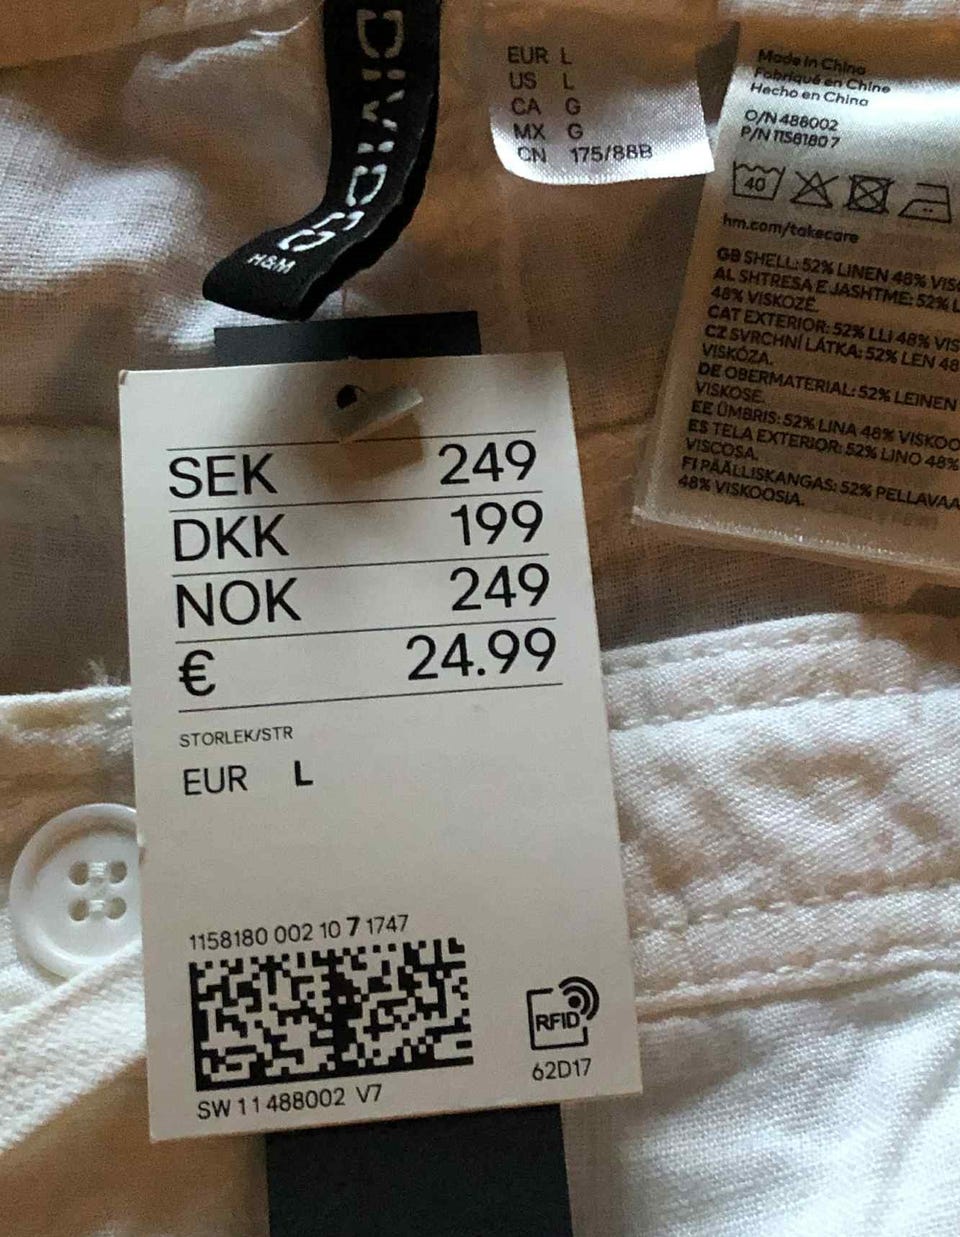 DIVIDED
H&M
EUR L
US L
CA G
MX G
CN 175/88B
Made in China
Fabriqué en Chine
Hecho en China
O/N 488002
P/N 1158180 7
40
hm.com/takecare
GB SHELL: 52% LINEN 48%
AL SHTRESA E JASHTME: 52%
48% VISKOZË.
CAT EXTERIOR: 52% LLI 48%
CZ SVRCHNÍ LÁTKA: 52% LEN 48
VISKÓZA.
DE OBERMATERIAL: 52% LEINEN
VISKOSE.
EE ÜMBRIS: 52% LINA 48%
ES TELA EXTERIOR: 52% LINO 48%
VISCOSA.
FI PÄÄLLISKANGAS: 52% PELLAVAA
48% VISKOOSIA.
SEK 249
DKK 199
NOK 249
€ 24.99
STORLEK/STR
EUR L
1158180 002 10 7 1747
RFID
62D17
SW 11 488002 V7